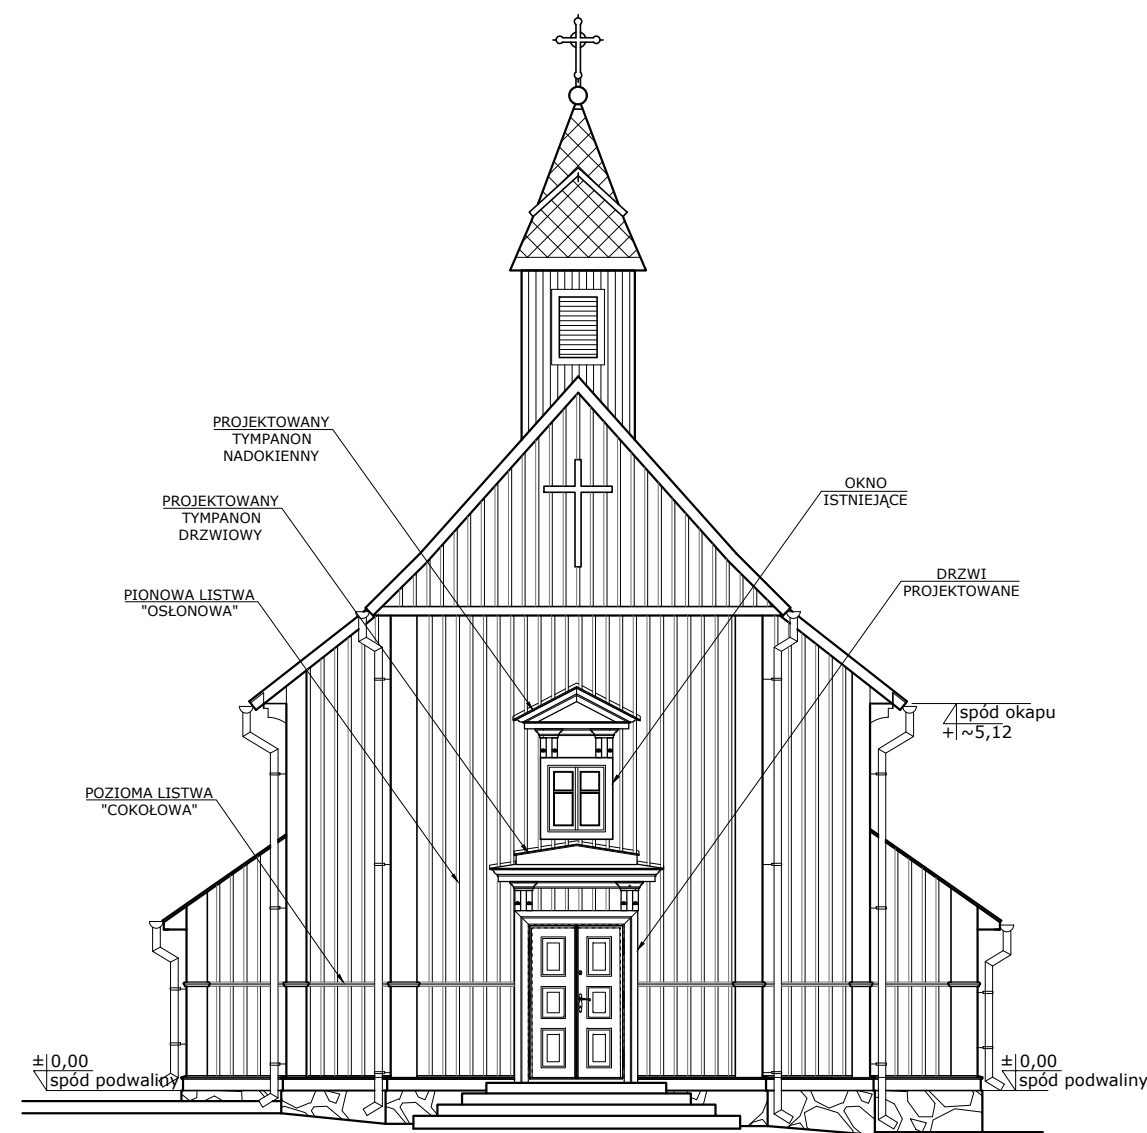 PROJEKTOWANY
TYMPANON
NADOKIENNY
OKNO
ISTNIEJĄCE
PROJEKTOWANY
TYMPANON
DRZWIOWY
DRZWI
PROJEKTOWANE
PIONOWA LISTWA
"OSŁONOWA"
spód okapu
+ ~5,12
POZIOMA LISTWA
"COKOŁOWA"
± 0,00
spód podwaliny
± 0,00
spód podwaliny